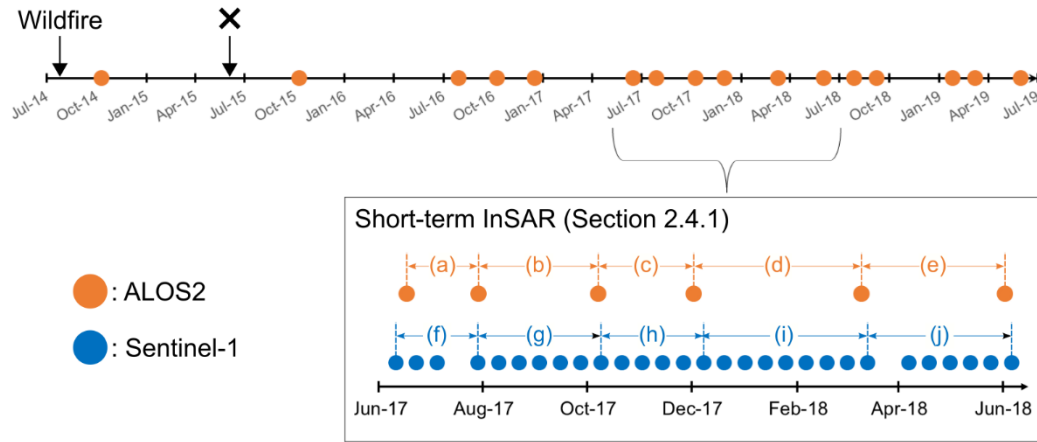 Wildfire
×
Jul-14 Oct-14 Jan-15 Apr-15 Jul-15 Oct-15 Jan-16 Apr-16 Jul-16 Oct-16 Jan-17 Apr-17 Jul-17 Oct-17 Jan-18 Apr-18 Jul-18 Oct-18 Jan-19 Apr-19 Jul-19
Short-term InSAR (Section 2.4.1)
(a) (b) (c) (d) (e)
: ALOS2
(f) (g) (h) (i) (j)
: Sentinel-1
Jun-17 Aug-17 Oct-17 Dec-17 Feb-18 Apr-18 Jun-18